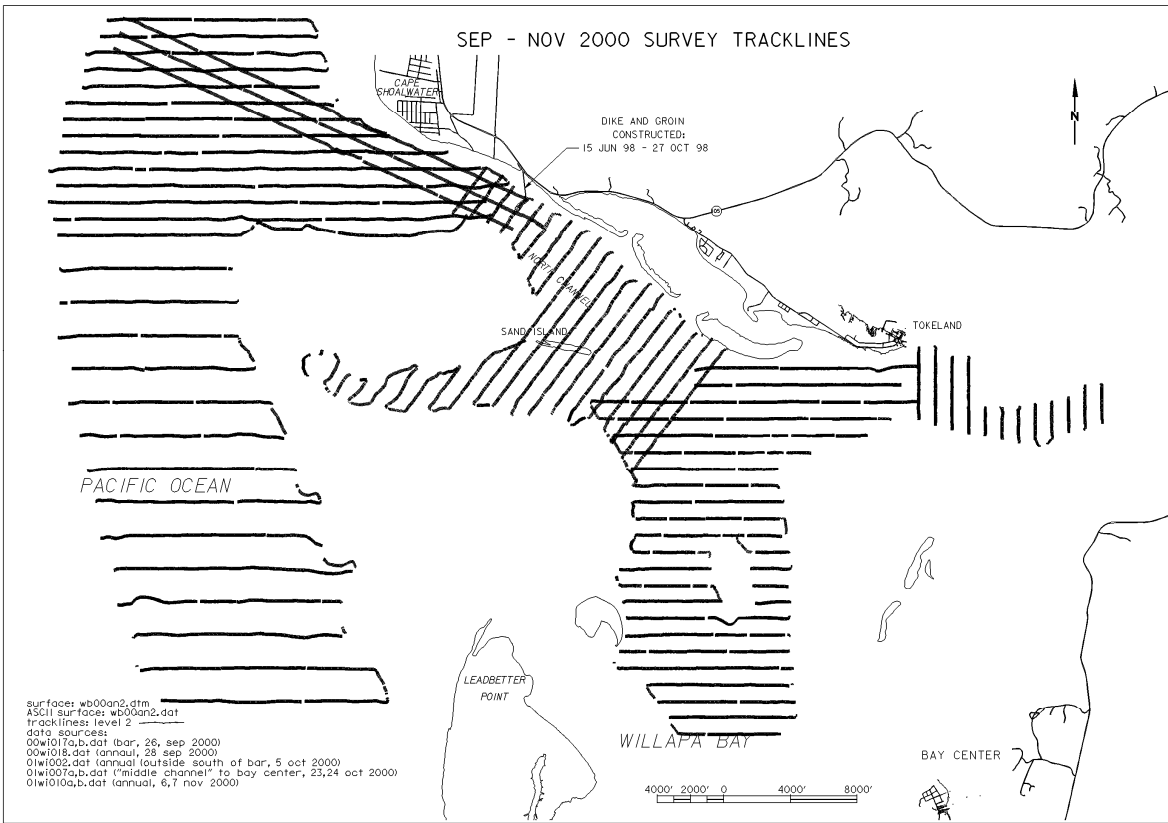 SEP - NOV 2000 SURVEY TRACKLINES
CAPE
SHOALWATER
N
DIKE AND GROIN
CONSTRUCTED:
15 JUN 98 - 27 OCT 98
105
NORTH CHANNEL
SAND ISLAND
TOKELAND
PACIFIC OCEAN
LEADBETTER
POINT
WILLAPA BAY
BAY CENTER
surface: wb00an2.dtm
ASCII surface: wb00an2.dat
tracklines: level 2
data sources:
00wi017a,b.dat (bar, 26, sep 2000)
00wi018.dat (annaul, 28 sep 2000)
01wi002.dat (annual (outside south of bar, 5 oct 2000)
01wi007a,b.dat ("middle channel" to bay center, 23,24 oct 2000)
01wi010a,b.dat (annual, 6,7 nov 2000)
4000' 2000' 0 4000' 8000'